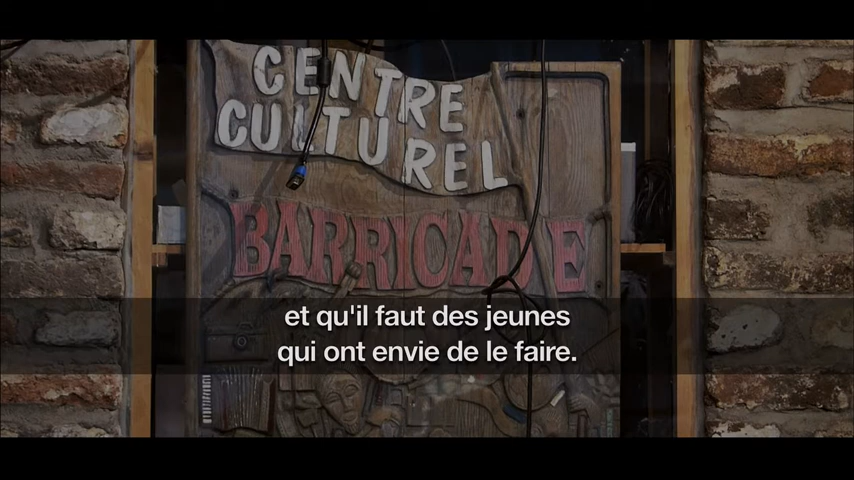 CENTRE
CULTUREL
BARRICADE
et qu'il faut des jeunes
qui ont envie de le faire.